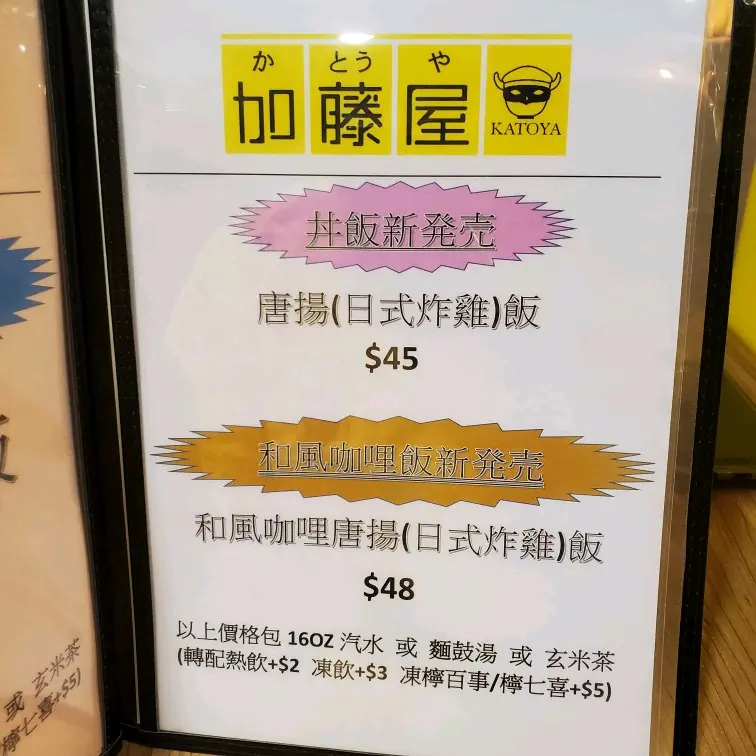 か とう や
加藤屋
KATOYA
丼飯新発売
唐揚(日式炸雞)飯
$45
和風咖哩飯新発売
和風咖哩唐揚(日式炸雞)飯
$48
以上價格包 16OZ 汽水 或 麵鼓湯 或 玄米茶
(轉配熱飲+$2 凍飲+$3 凍檸百事/檸七喜+$5)
或 玄米茶
檸七喜+$5)